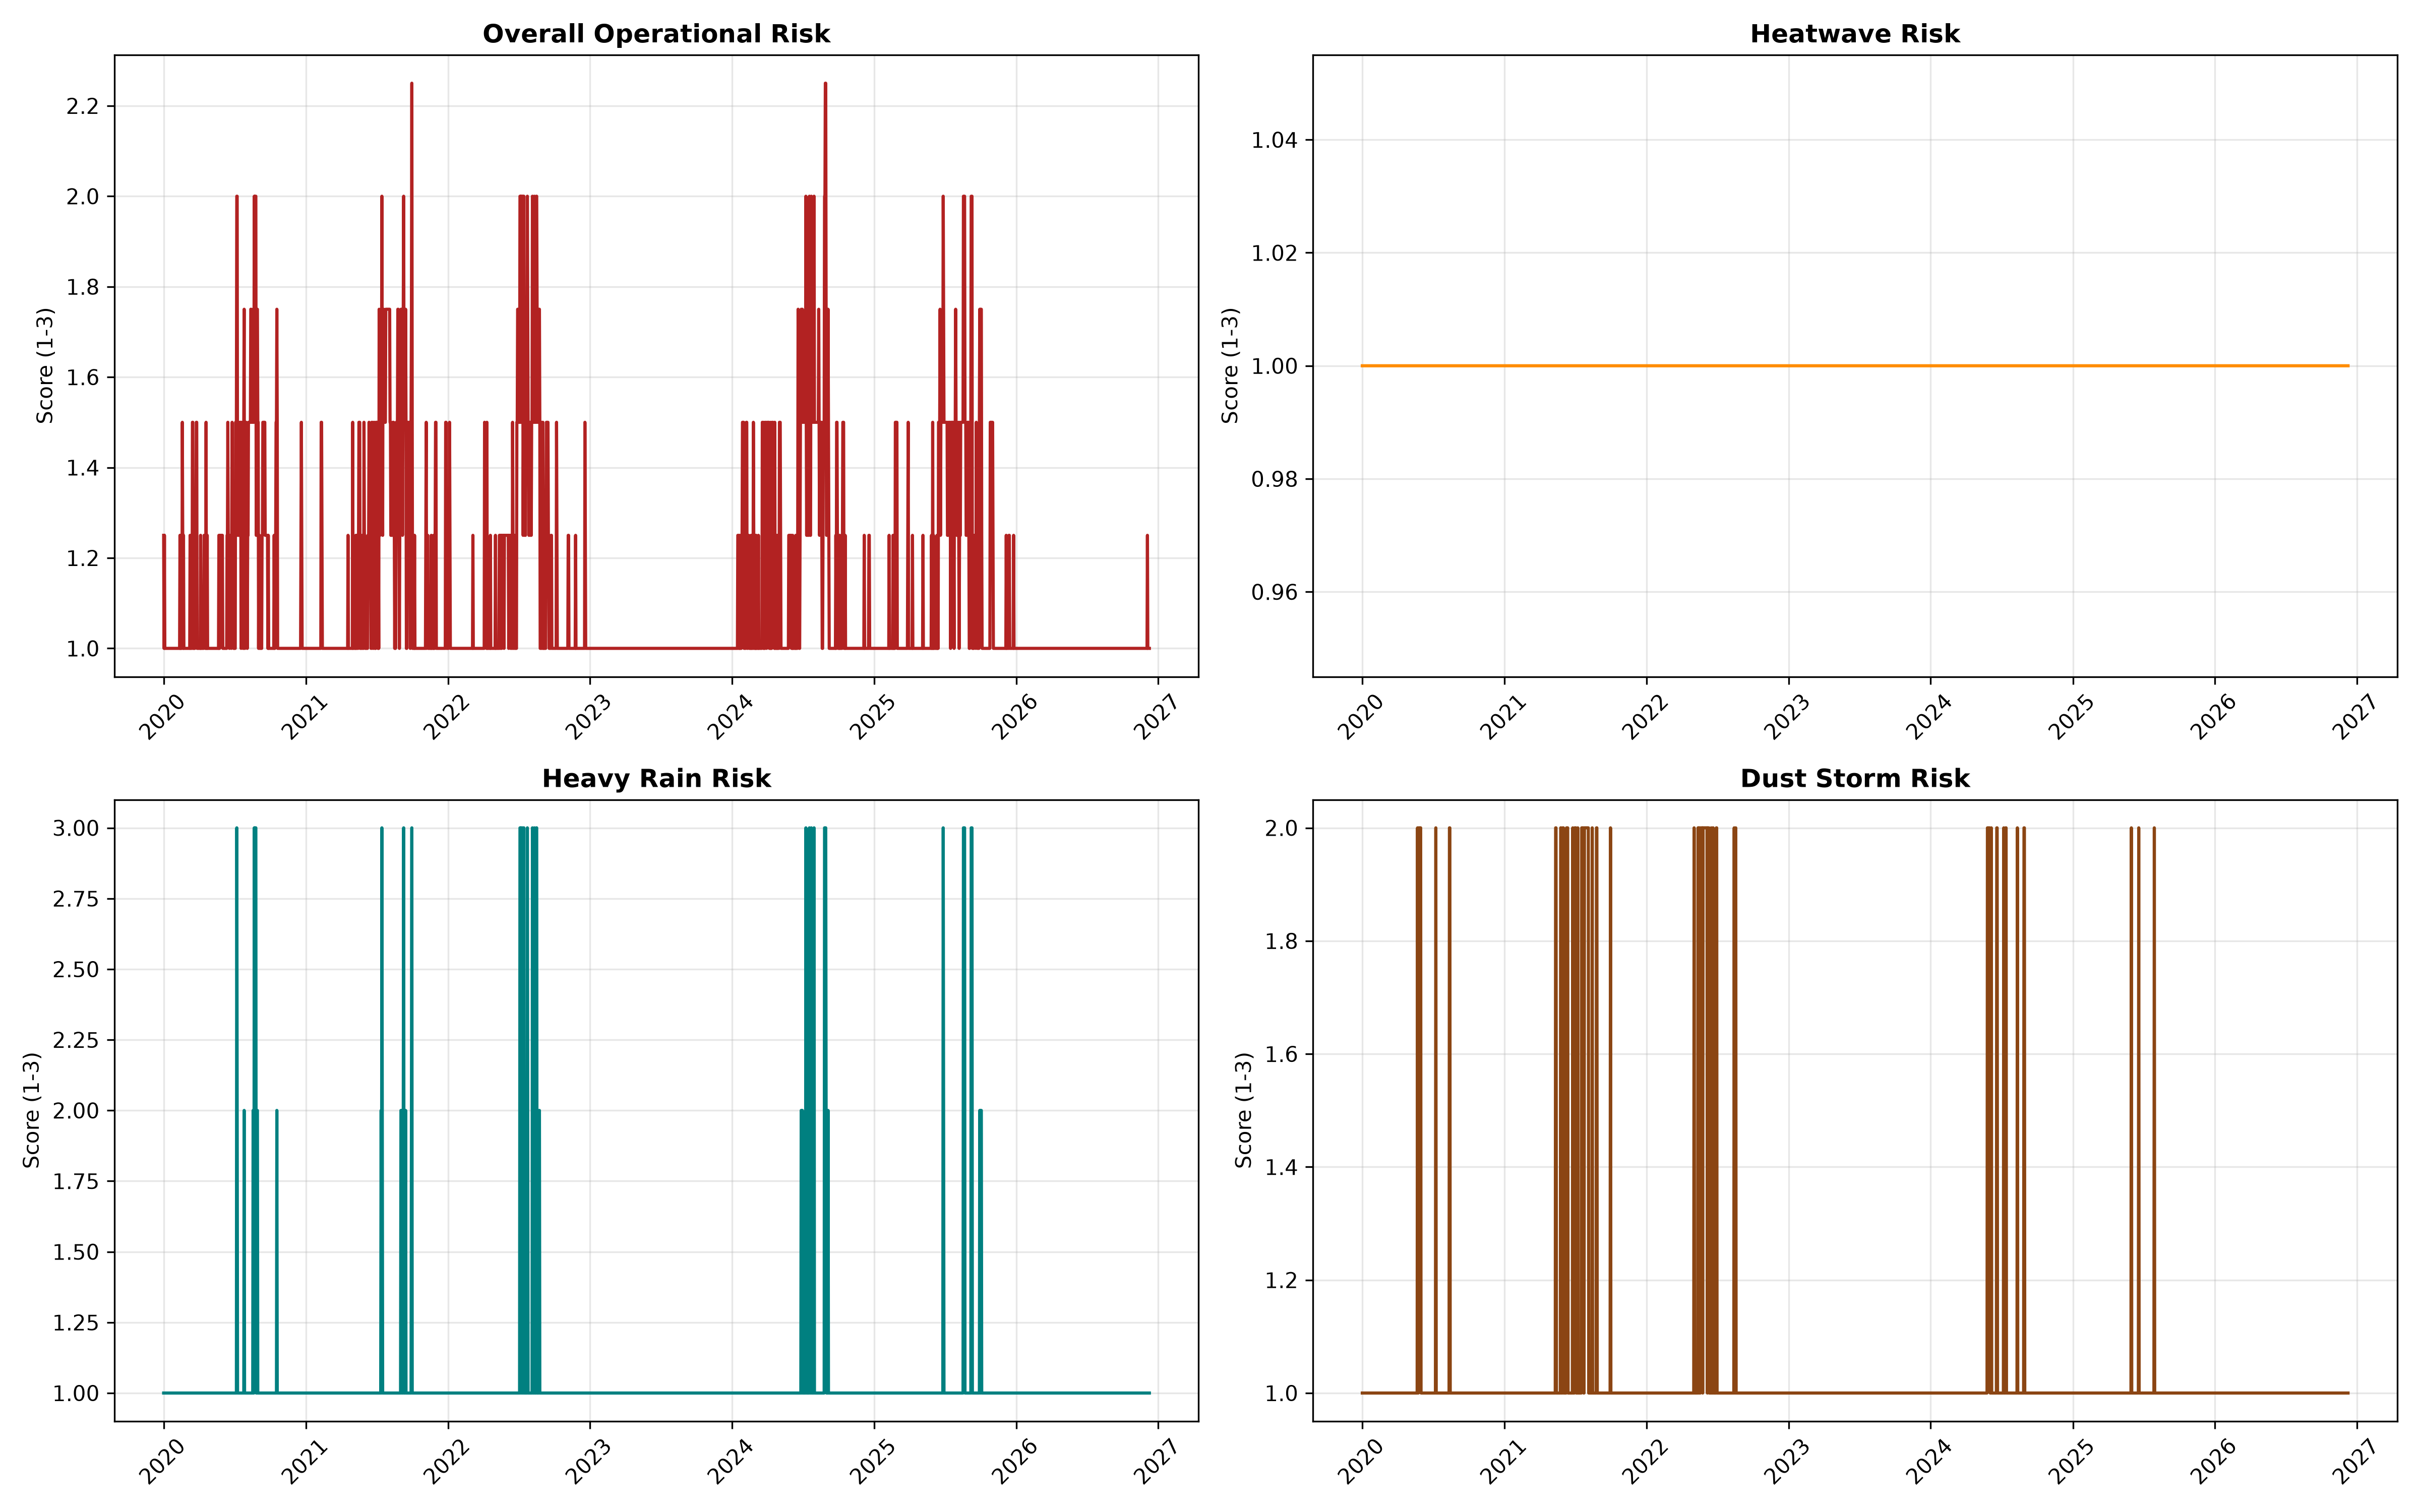 Overall Operational Risk
Score (1-3)
2.2
2.0
1.8
1.6
1.4
1.2
1.0
2020 2021 2022 2023 2024 2025 2026 2027
Heatwave Risk
Score (1-3)
1.04
1.02
1.00
0.98
0.96
2020 2021 2022 2023 2024 2025 2026 2027
Heavy Rain Risk
Score (1-3)
3.00
2.75
2.50
2.25
2.00
1.75
1.50
1.25
1.00
2020 2021 2022 2023 2024 2025 2026 2027
Dust Storm Risk
Score (1-3)
2.0
1.8
1.6
1.4
1.2
1.0
2020 2021 2022 2023 2024 2025 2026 2027